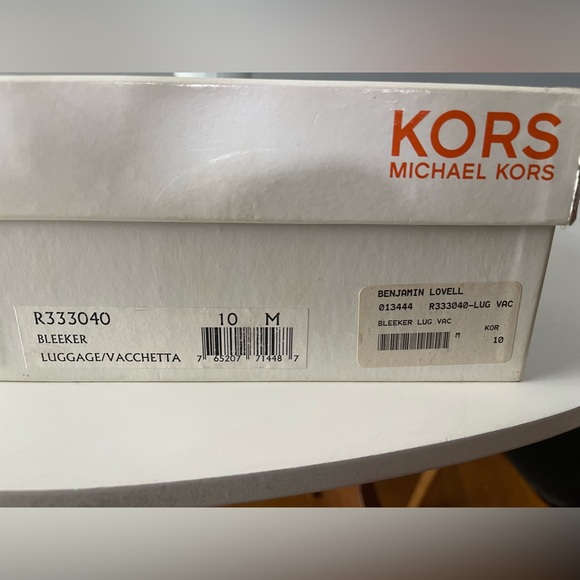 KORS
MICHAEL KORS
R333040 10 M
BLEEKER
LUGGAGE/VACCHETTA
7 65207 71448 7
BENJAMIN LOVELL
013444 R333040-LUG VAC
BLEEKER LUG VAC KOR
M 10